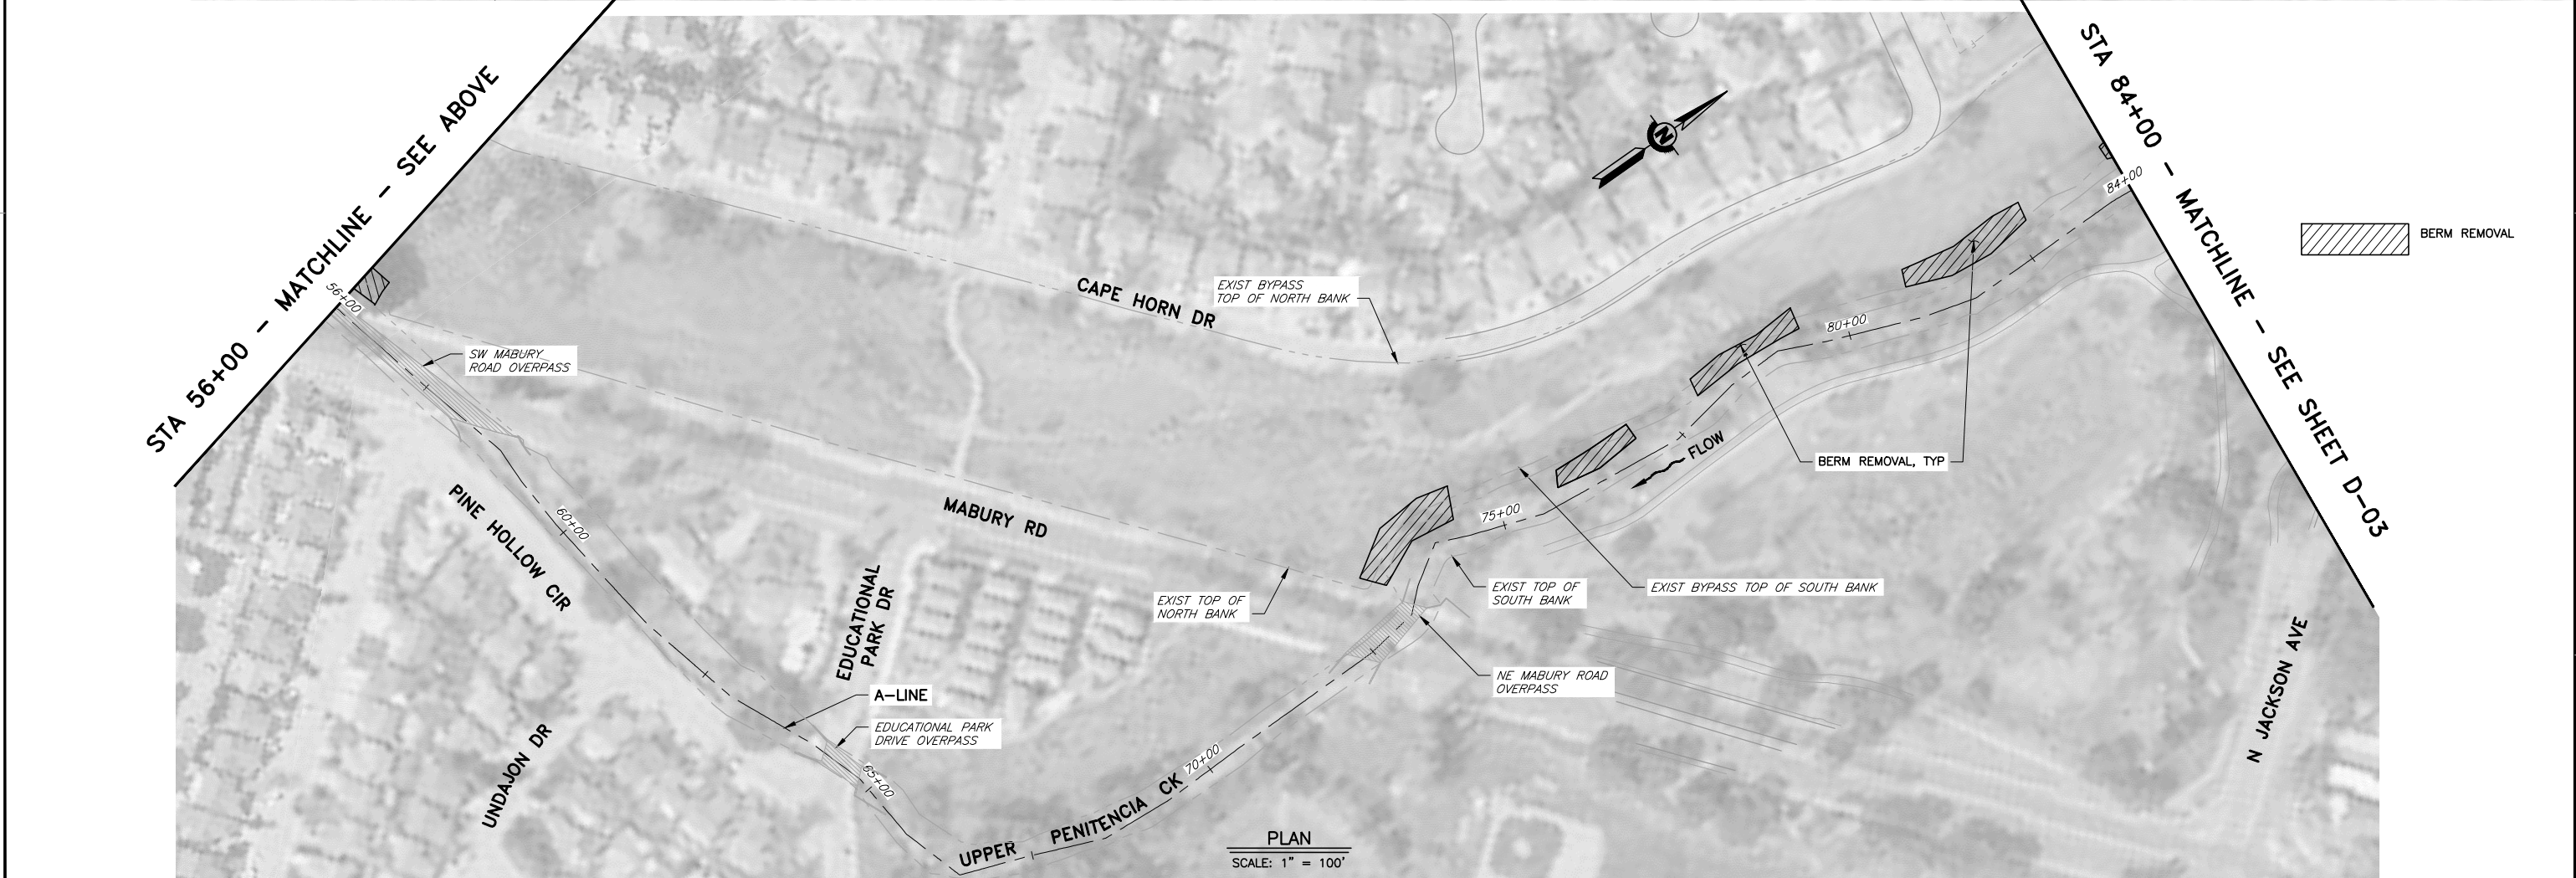 STA 56+00 - MATCHLINE - SEE ABOVE
STA 84+00 - MATCHLINE - SEE SHEET D-03
N
84+00
BERM REMOVAL
56+00
CAPE HORN DR
EXIST BYPASS
TOP OF NORTH BANK
80+00
SW MABURY
ROAD OVERPASS
FLOW
BERM REMOVAL, TYP
PINE HOLLOW CIR
60+00
MABURY RD
75+00
EDUCATIONAL
PARK DR
EXIST TOP OF
NORTH BANK
EXIST TOP OF
SOUTH BANK
EXIST BYPASS TOP OF SOUTH BANK
NE MABURY ROAD
OVERPASS
N JACKSON AVE
A-LINE
EDUCATIONAL PARK
DRIVE OVERPASS
UNDAJON DR
65+00
70+00
UPPER PENITENCIA CK
PLAN
SCALE: 1" = 100'